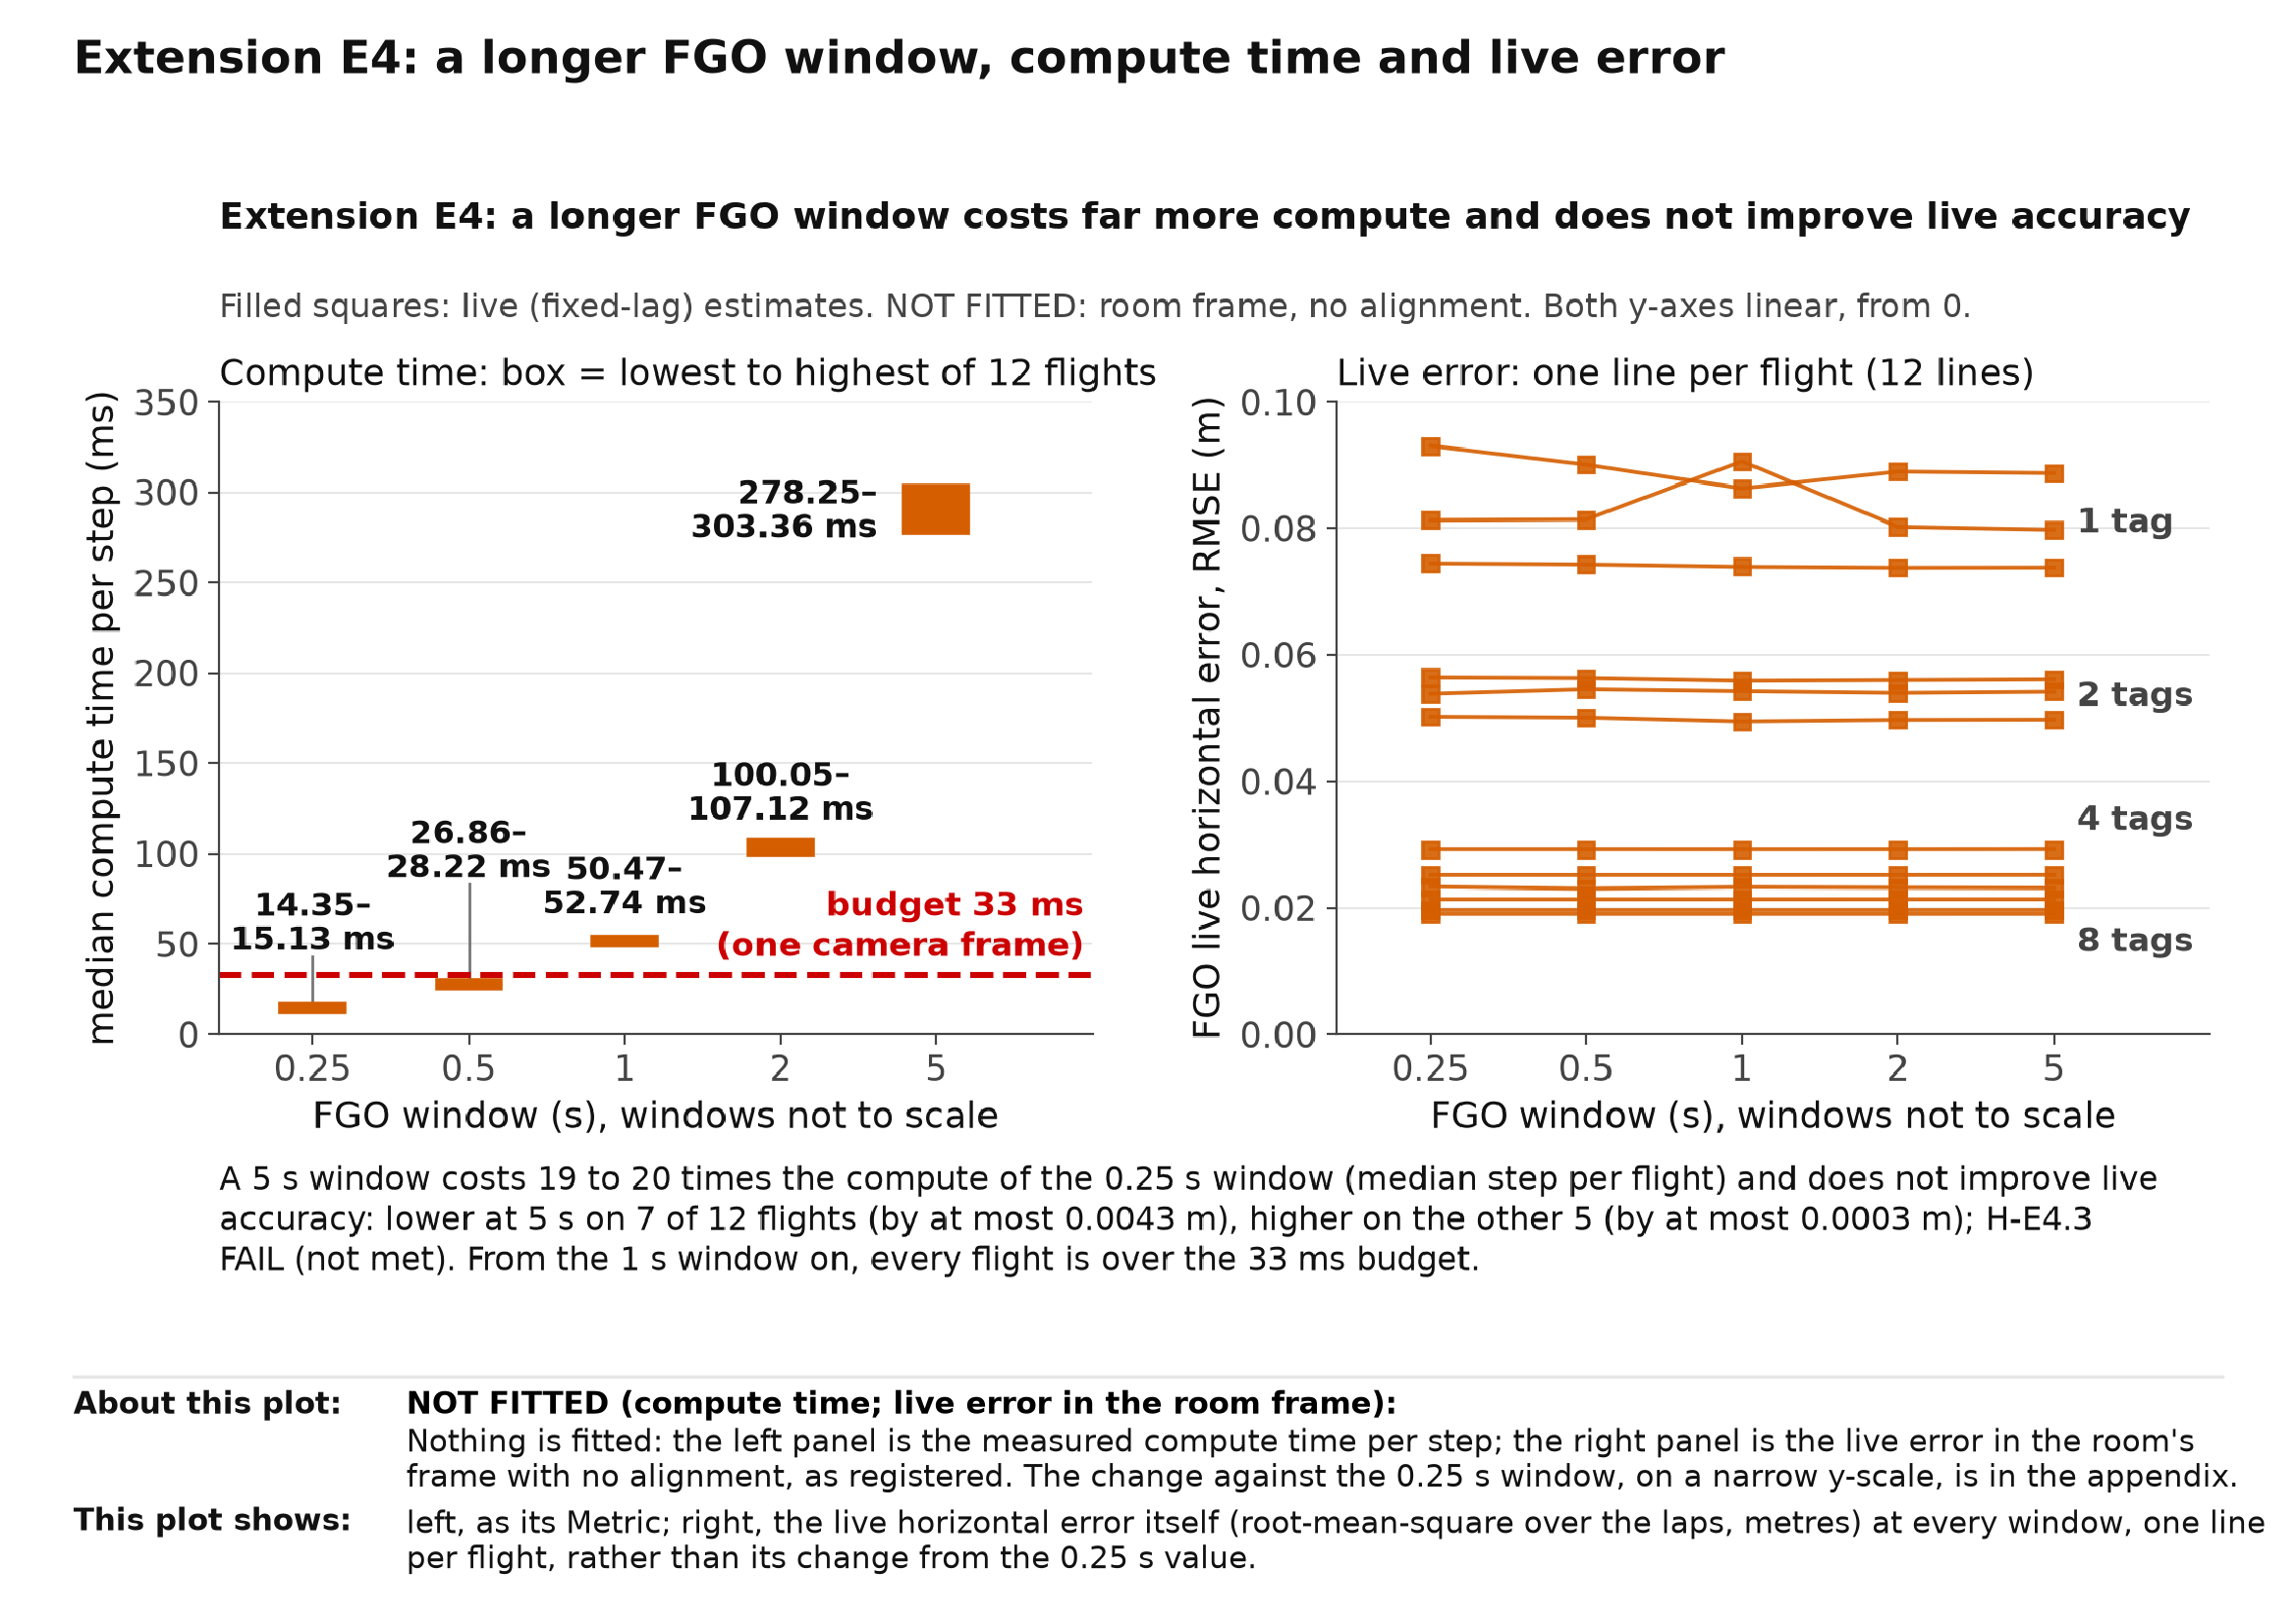 Extension E4: a longer FGO window, compute time and live error
Extension E4: a longer FGO window costs far more compute and does not improve live accuracy
Filled squares: live (fixed-lag) estimates. NOT FITTED: room frame, no alignment. Both y-axes linear, from 0.
Compute time: box = lowest to highest of 12 flights
median compute time per step (ms)
350
300
250
200
150
100
50
0
278.25–
303.36 ms
100.05–
107.12 ms
26.86–
28.22 ms
50.47–
52.74 ms
14.35–
15.13 ms
budget 33 ms
(one camera frame)
0.25
0.5
1
2
5
FGO window (s), windows not to scale
Live error: one line per flight (12 lines)
FGO live horizontal error, RMSE (m)
0.10
0.08
0.06
0.04
0.02
0.00
1 tag
2 tags
4 tags
8 tags
0.25
0.5
1
2
5
FGO window (s), windows not to scale
A 5 s window costs 19 to 20 times the compute of the 0.25 s window (median step per flight) and does not improve live
accuracy: lower at 5 s on 7 of 12 flights (by at most 0.0043 m), higher on the other 5 (by at most 0.0003 m); H-E4.3
FAIL (not met). From the 1 s window on, every flight is over the 33 ms budget.
About this plot:
NOT FITTED (compute time; live error in the room frame):
Nothing is fitted: the left panel is the measured compute time per step; the right panel is the live error in the room's
frame with no alignment, as registered. The change against the 0.25 s window, on a narrow y-scale, is in the appendix.
This plot shows:
left, as its Metric; right, the live horizontal error itself (root-mean-square over the laps, metres) at every window, one line
per flight, rather than its change from the 0.25 s value.